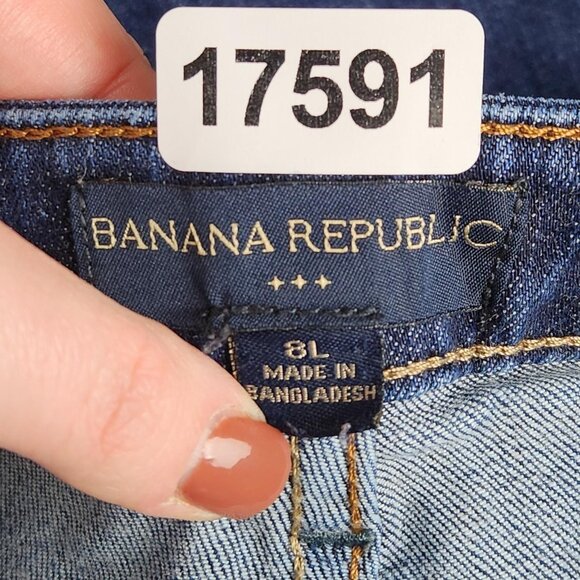 17591
BANANA REPUBLIC
8L
MADE IN
BANGLADESH